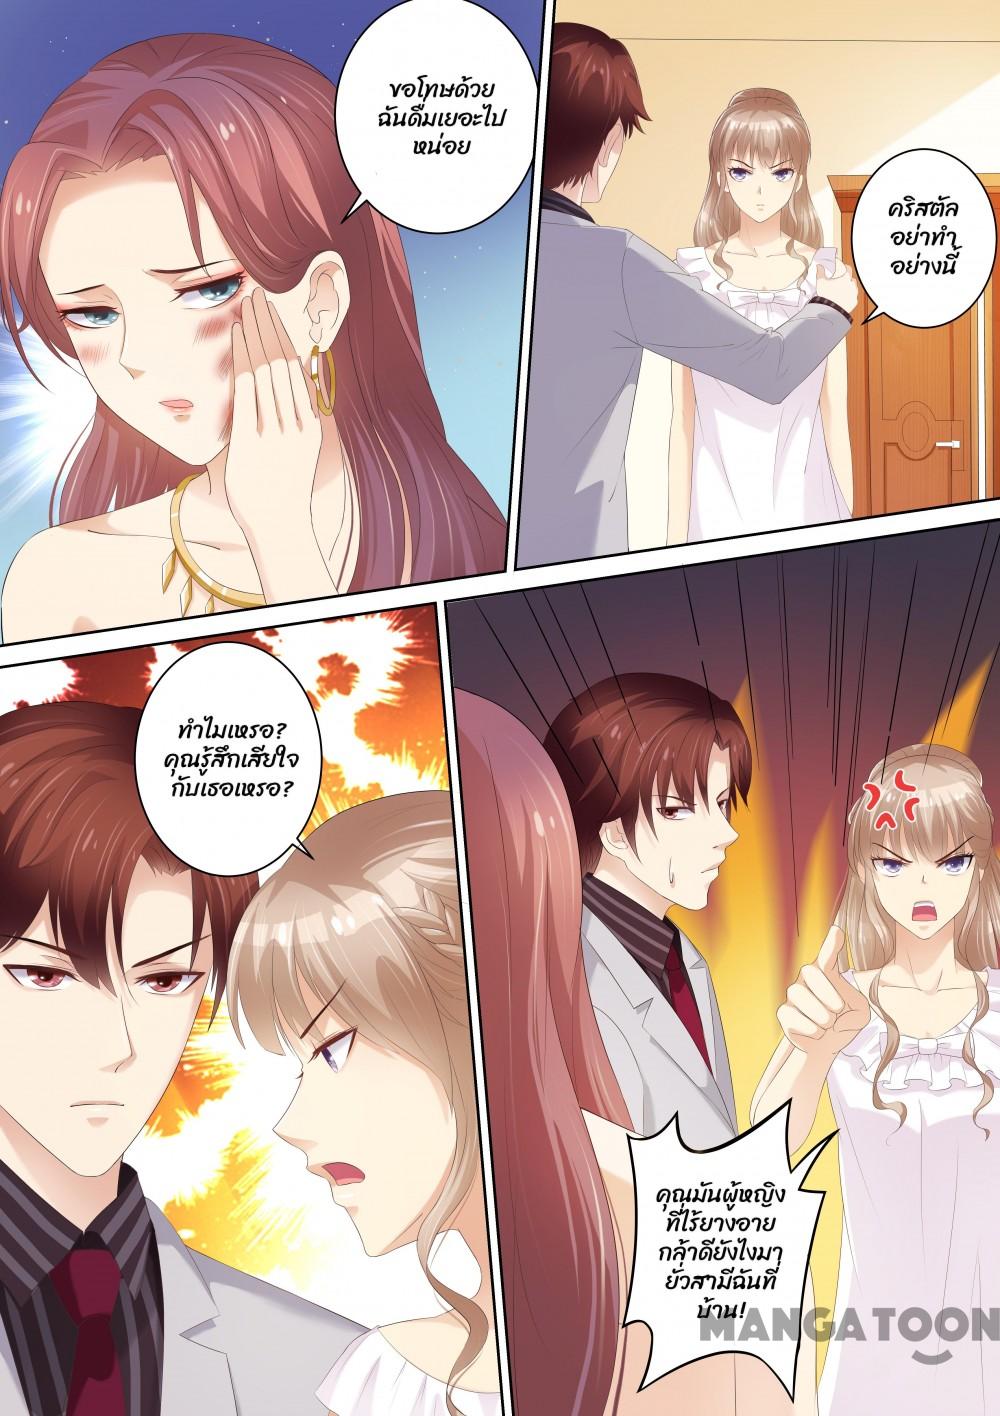 ขอโทษด้วย
ฉันดื่มเยอะไป
หน่อย
คริสตัล
อย่าทำ
อย่างนี้
ทำไมเหรอ?
คุณรู้สึกเสียใจ
กับเธอเหรอ?
คุณมันผู้หญิง
ที่ไร้ยางอาย
กล้าดียังไงมา
ยั่วสามีฉันที่
บ้าน!
MANGATOON